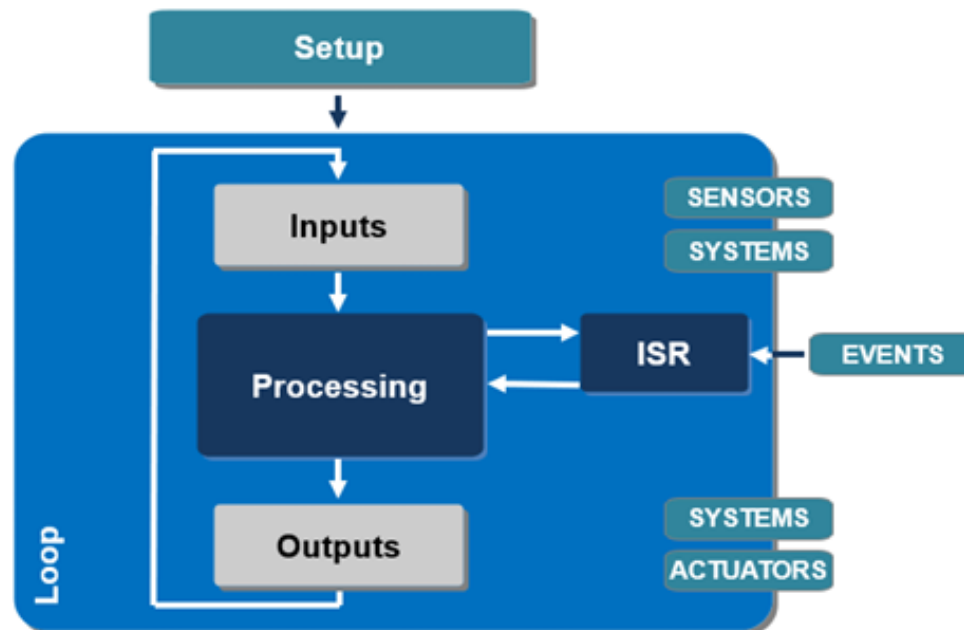 Setup
Inputs
SENSORS
SYSTEMS
Processing
ISR
EVENTS
Outputs
SYSTEMS
ACTUATORS
Loop